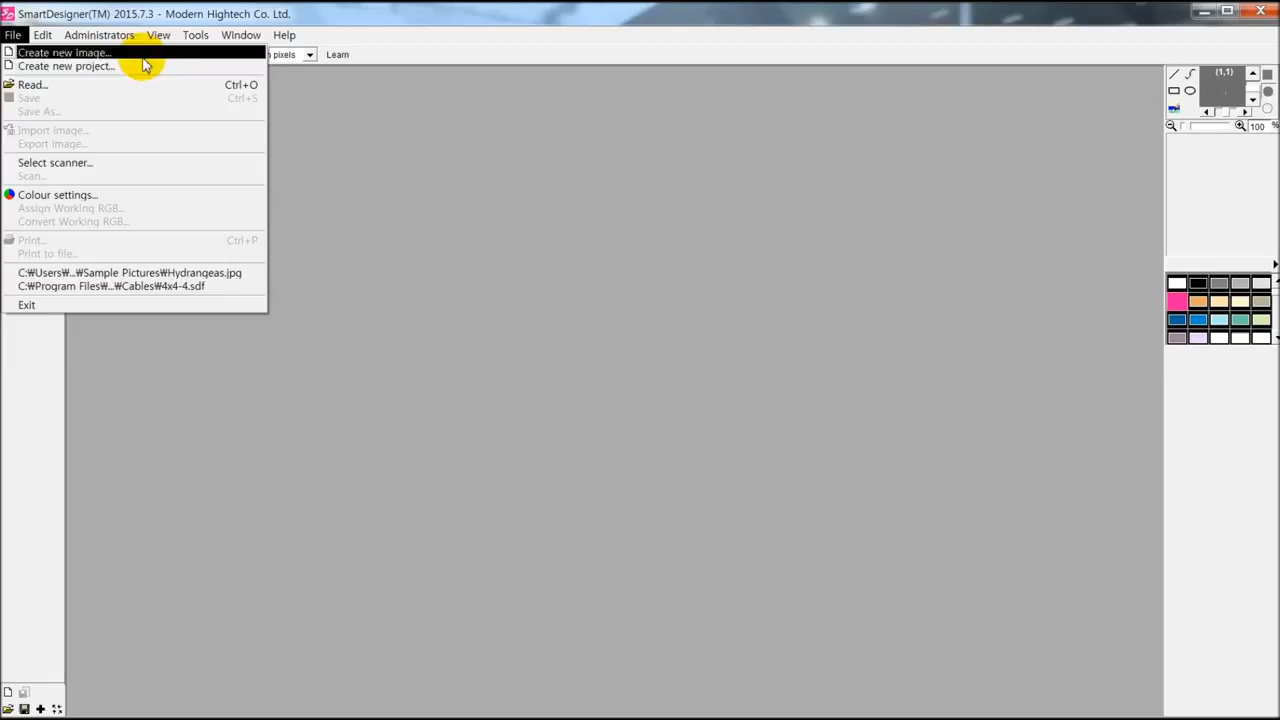 SmartDesigner(TM) 2015.7.3 - Modern Hightech Co. Ltd.
File Edit Administrators View Tools Window Help
pixels Learn
Create new image...
Create new project...
Read... Ctrl+O
Save Ctrl+S
Save As...
Import image...
Export Image...
Select scanner...
Scan...
Colour settings...
Assign Working RGB...
Convert Working RGB...
Print... Ctrl+P
Print to file...
C:₩Users₩...₩Sample Pictures₩Hydrangeas.jpg
C:₩Program Files₩...₩Cables₩4x4-4.sdf
Exit
(1,1)
100 %